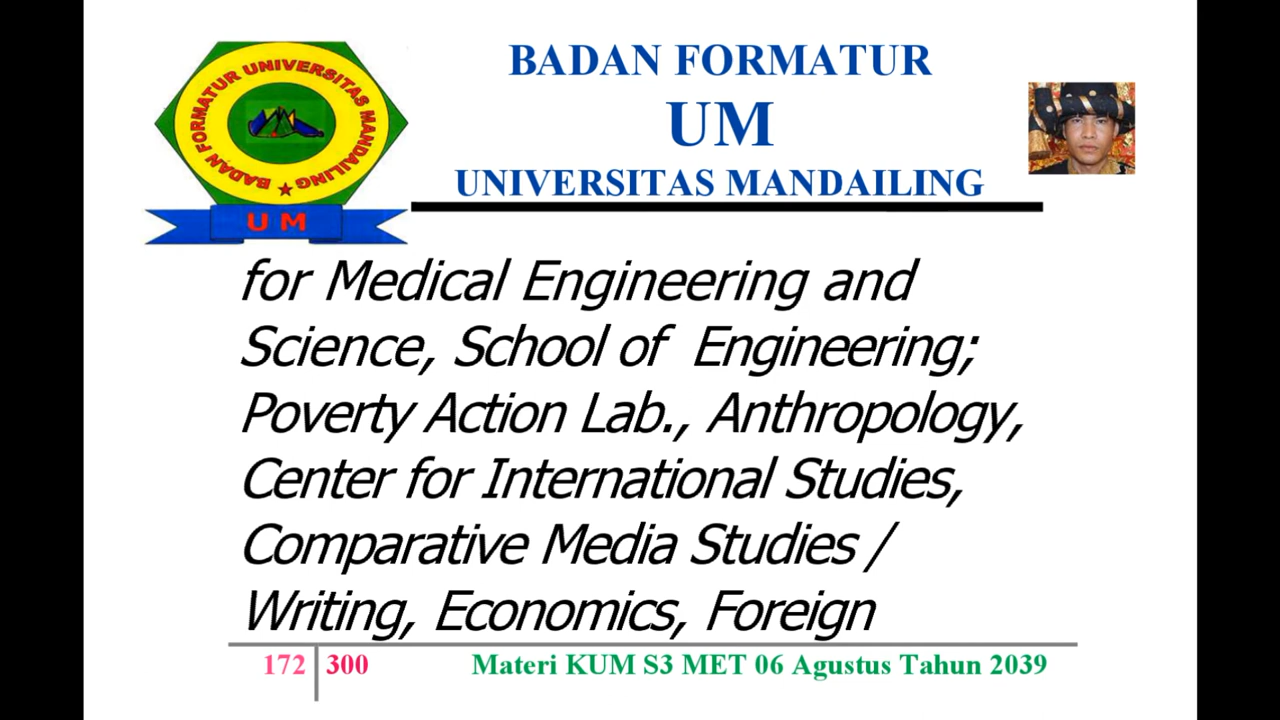 BADAN FORMATUR UNIVERSITAS MANDAILING
U M
BADAN FORMATUR
UM
UNIVERSITAS MANDAILING
for Medical Engineering and
Science, School of Engineering;
Poverty Action Lab., Anthropology,
Center for International Studies,
Comparative Media Studies /
Writing, Economics, Foreign
172 300 Materi KUM S3 MET 06 Agustus Tahun 2039